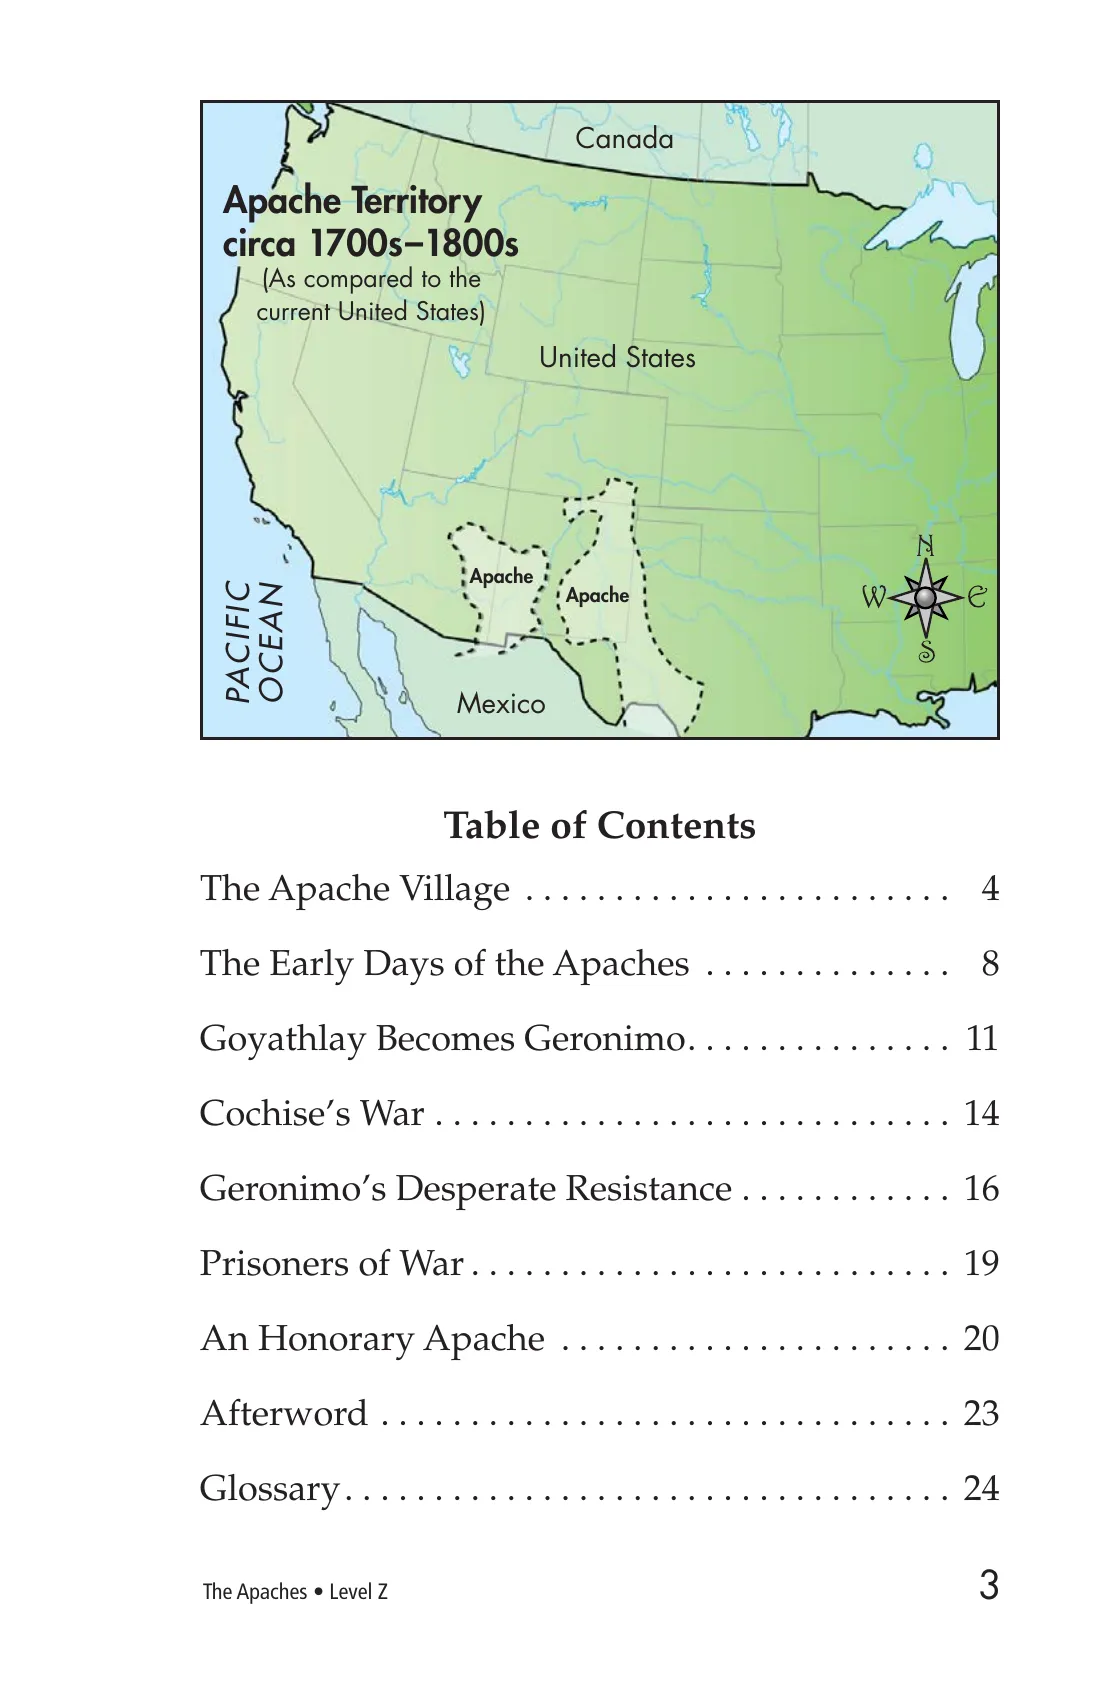 Canada
Apache Territory
circa 1700s–1800s
(As compared to the
current United States)
United States
Apache
Apache
N
W
E
S
PACIFIC
OCEAN
Mexico
Table of Contents
The Apache Village . . . . . . . . . . . . . . . . . . . . . . . . 4
The Early Days of the Apaches . . . . . . . . . . . . . . 8
Goyathlay Becomes Geronimo. . . . . . . . . . . . . . . 11
Cochise’s War . . . . . . . . . . . . . . . . . . . . . . . . . . . . . 14
Geronimo’s Desperate Resistance . . . . . . . . . . . . 16
Prisoners of War . . . . . . . . . . . . . . . . . . . . . . . . . . . 19
An Honorary Apache . . . . . . . . . . . . . . . . . . . . . . 20
Afterword . . . . . . . . . . . . . . . . . . . . . . . . . . . . . . . . 23
Glossary. . . . . . . . . . . . . . . . . . . . . . . . . . . . . . . . . . 24
The Apaches • Level Z
3